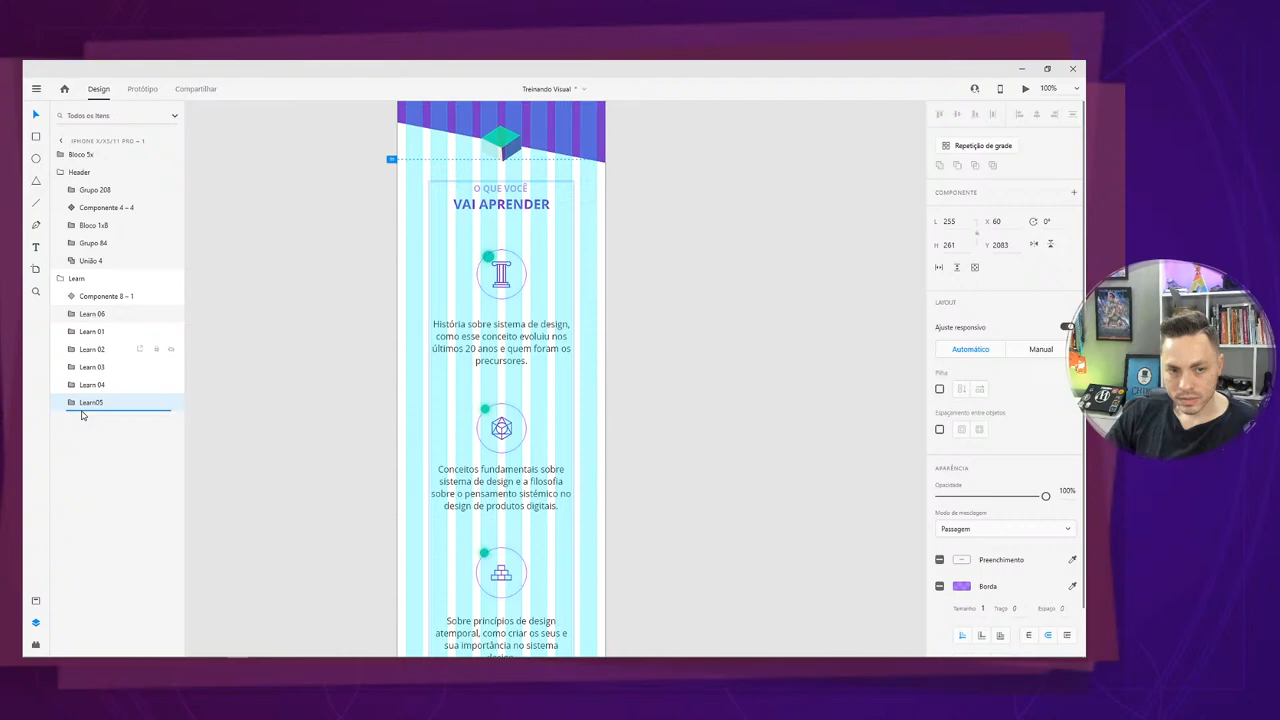 Design
Protótipo
Compartilhar
Treinando Visual *
100%
Todos os Itens
IPHONE X/XS/11 PRO – 1
Bloco 5x
Header
Grupo 208
Componente 4 – 4
Bloco 1x8
Grupo 84
União 4
Learn
Componente 8 – 1
Learn 06
Learn 01
Learn 02
Learn 03
Learn 04
Learn05
O QUE VOCÊ
VAI APRENDER
História sobre sistema de design,
como esse conceito evoluiu nos
últimos 20 anos e quem foram os
precursores.
Conceitos fundamentais sobre
sistema de design e a filosofia
sobre o pensamento sistêmico no
design de produtos digitais.
Sobre princípios de design
atemporal, como criar os seus e
sua importância no sistema
Repetição de grade
COMPONENTE
L 255 X 60 0°
H 261 Y 2083
LAYOUT
Ajuste responsivo
Automático Manual
Pilha
Espaçamento entre objetos
APARÊNCIA
Opacidade
100%
Modo de mesclagem
Passagem
Preenchimento
Borda
Tamanho 1 Traço 0 Espaço 0